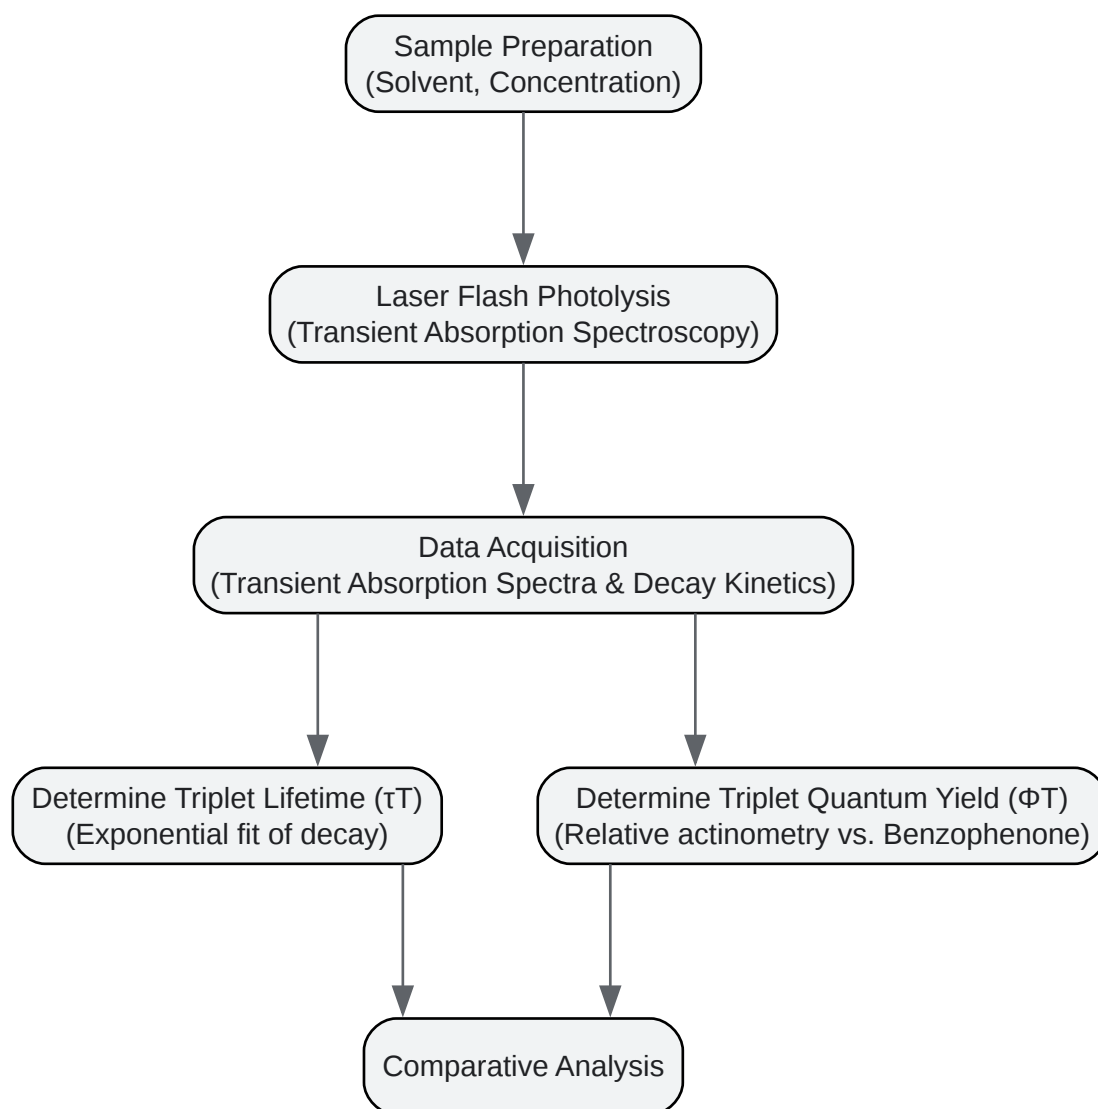 Sample Preparation
(Solvent, Concentration)
Laser Flash Photolysis
(Transient Absorption Spectroscopy)
Data Acquisition
(Transient Absorption Spectra & Decay Kinetics)
Determine Triplet Lifetime (τT)
(Exponential fit of decay)
Determine Triplet Quantum Yield (ΦT)
(Relative actinometry vs. Benzophenone)
Comparative Analysis